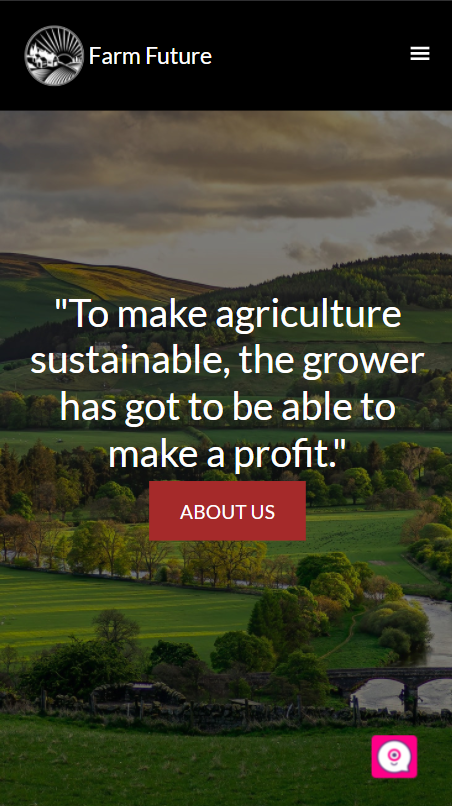 Farm Future
"To make agriculture
sustainable, the grower
has got to be able to
make a profit."
ABOUT US